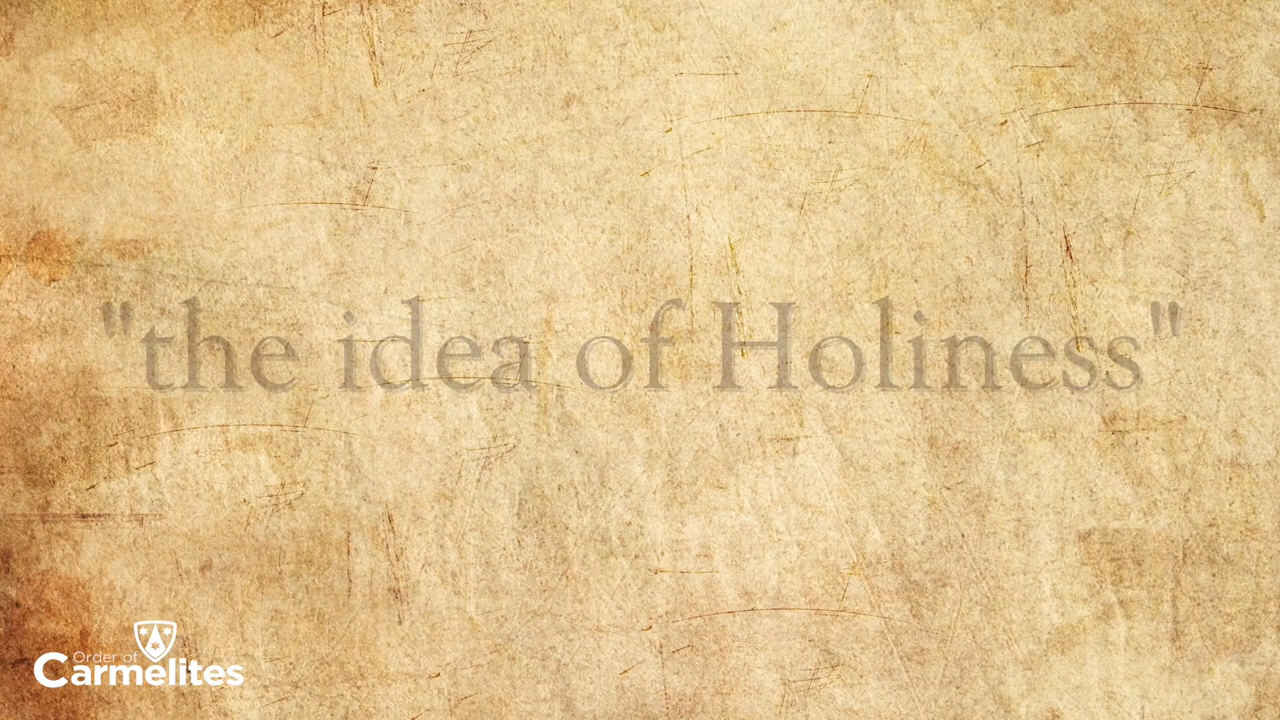 "the idea of Holiness"
Order of
Carmelites